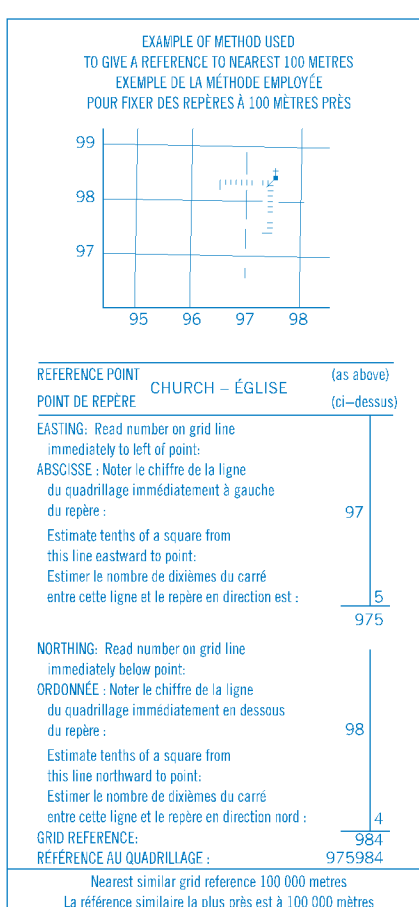 EXAMPLE OF METHOD USED
TO GIVE A REFERENCE TO NEAREST 100 METRES
EXEMPLE DE LA MÉTHODE EMPLOYÉE
POUR FIXER DES REPÈRES À 100 MÈTRES PRÈS
99
98
97
95 96 97 98
REFERENCE POINT (as above)
CHURCH – ÉGLISE
POINT DE REPÈRE (ci–dessus)
EASTING: Read number on grid line
immediately to left of point:
ABSCISSE : Noter le chiffre de la ligne
du quadrillage immédiatement à gauche
du repère : 97
Estimate tenths of a square from
this line eastward to point:
Estimer le nombre de dixièmes du carré
entre cette ligne et le repère en direction est : 5
975
NORTHING: Read number on grid line
immediately below point:
ORDONNÉE : Noter le chiffre de la ligne
du quadrillage immédiatement en dessous
du repère : 98
Estimate tenths of a square from
this line northward to point:
Estimer le nombre de dixièmes du carré
entre cette ligne et le repère en direction nord : 4
GRID REFERENCE: 984
RÉFÉRENCE AU QUADRILLAGE : 975984
Nearest similar grid reference 100 000 metres
La référence similaire la plus près est à 100 000 mètres